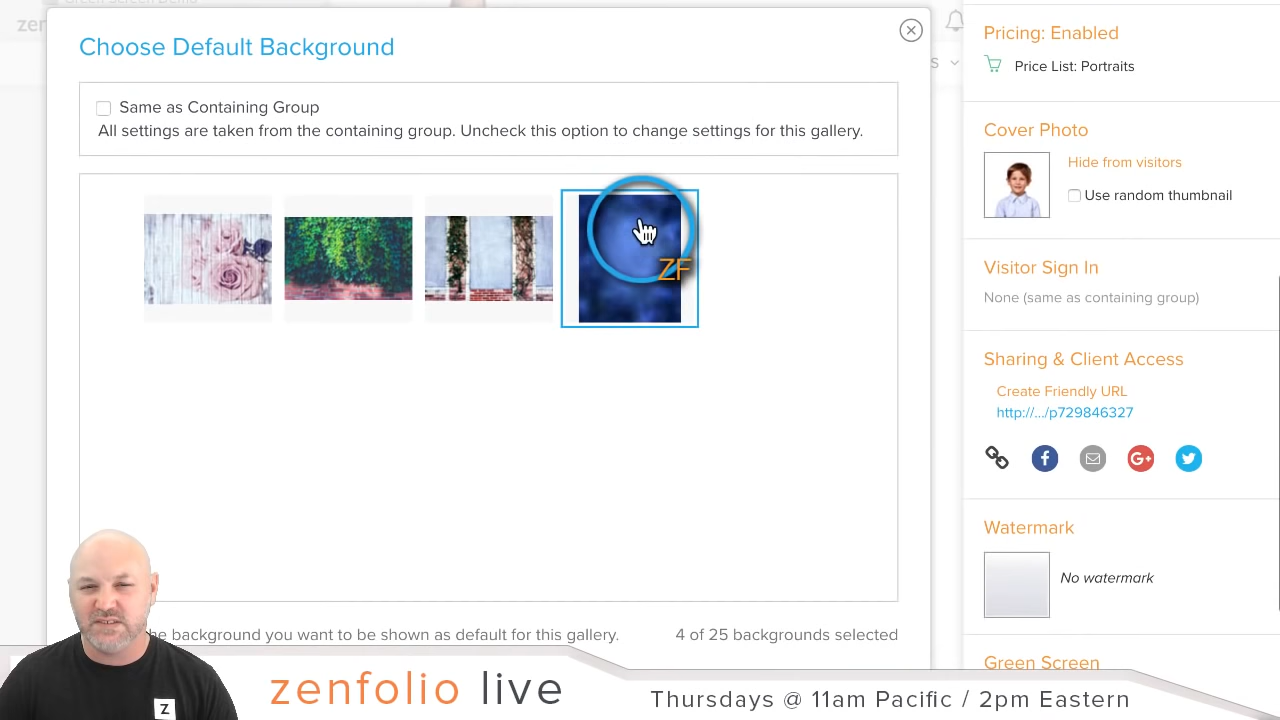 Green Screen Demo
zen
S
Choose Default Background
Same as Containing Group
All settings are taken from the containing group. Uncheck this option to change settings for this gallery.
ZF
he background you want to be shown as default for this gallery.
4 of 25 backgrounds selected
Pricing: Enabled
Price List: Portraits
Cover Photo
Hide from visitors
Use random thumbnail
Visitor Sign In
None (same as containing group)
Sharing & Client Access
Create Friendly URL
http://.../p729846327
f
G+
Watermark
No watermark
Green Screen
Z
zenfolio live
Thursdays @ 11am Pacific / 2pm Eastern